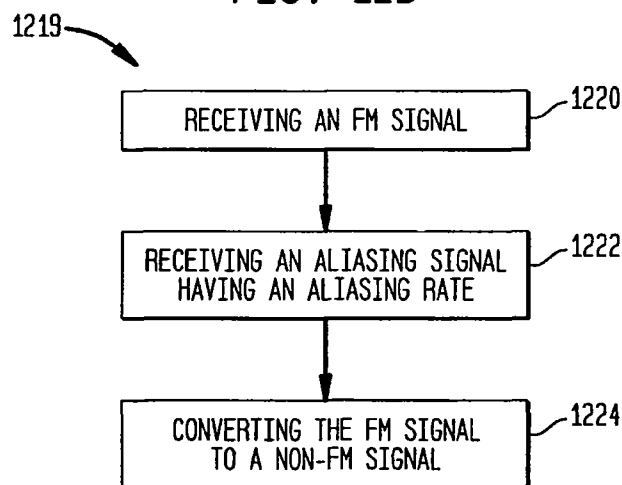 1219
RECEIVING AN FM SIGNAL
1220
RECEIVING AN ALIASING SIGNAL
HAVING AN ALIASING RATE
1222
CONVERTING THE FM SIGNAL
TO A NON-FM SIGNAL
1224